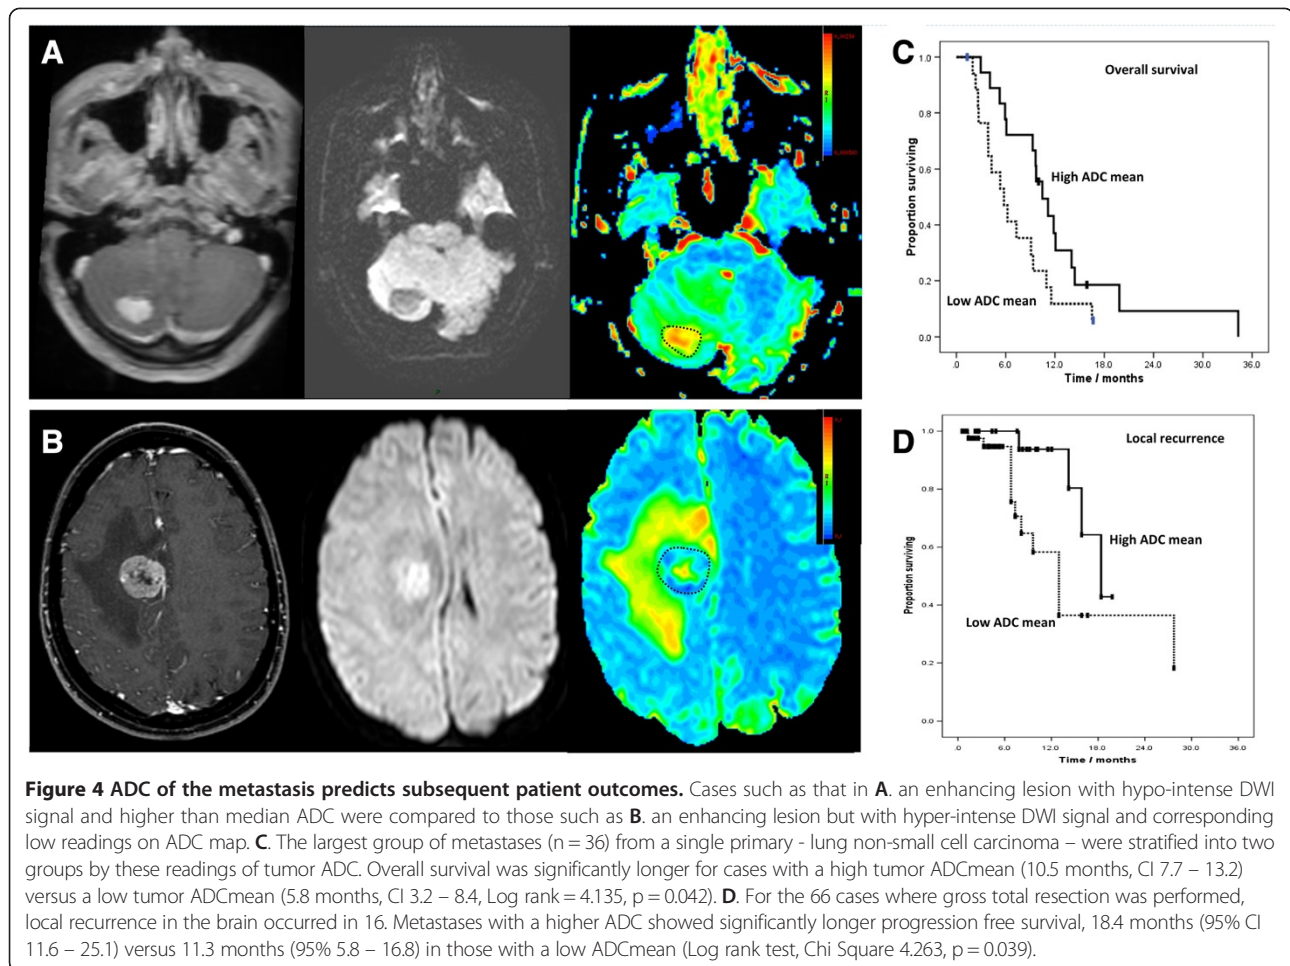 A
B
C
Overall survival
High ADC mean
Low ADC mean
Proportion surviving
1.0
0.8
0.6
0.4
0.2
0.0
.0 6.0 12.0 18.0 24.0 30.0 36.0
Time / months
D
Local recurrence
High ADC mean
Low ADC mean
Proportion surviving
1.0
0.8
0.6
0.4
0.2
0.0
.0 6.0 12.0 18.0 24.0 30.0 36.0
Time / months
Figure 4 ADC of the metastasis predicts subsequent patient outcomes. Cases such as that in A. an enhancing lesion with hypo-intense DWI
signal and higher than median ADC were compared to those such as B. an enhancing lesion but with hyper-intense DWI signal and corresponding
low readings on ADC map. C. The largest group of metastases (n = 36) from a single primary - lung non-small cell carcinoma – were stratified into two
groups by these readings of tumor ADC. Overall survival was significantly longer for cases with a high tumor ADCmean (10.5 months, CI 7.7 – 13.2)
versus a low tumor ADCmean (5.8 months, CI 3.2 – 8.4, Log rank = 4.135, p = 0.042). D. For the 66 cases where gross total resection was performed,
local recurrence in the brain occurred in 16. Metastases with a higher ADC showed significantly longer progression free survival, 18.4 months (95% CI
11.6 – 25.1) versus 11.3 months (95% 5.8 – 16.8) in those with a low ADCmean (Log rank test, Chi Square 4.263, p = 0.039).